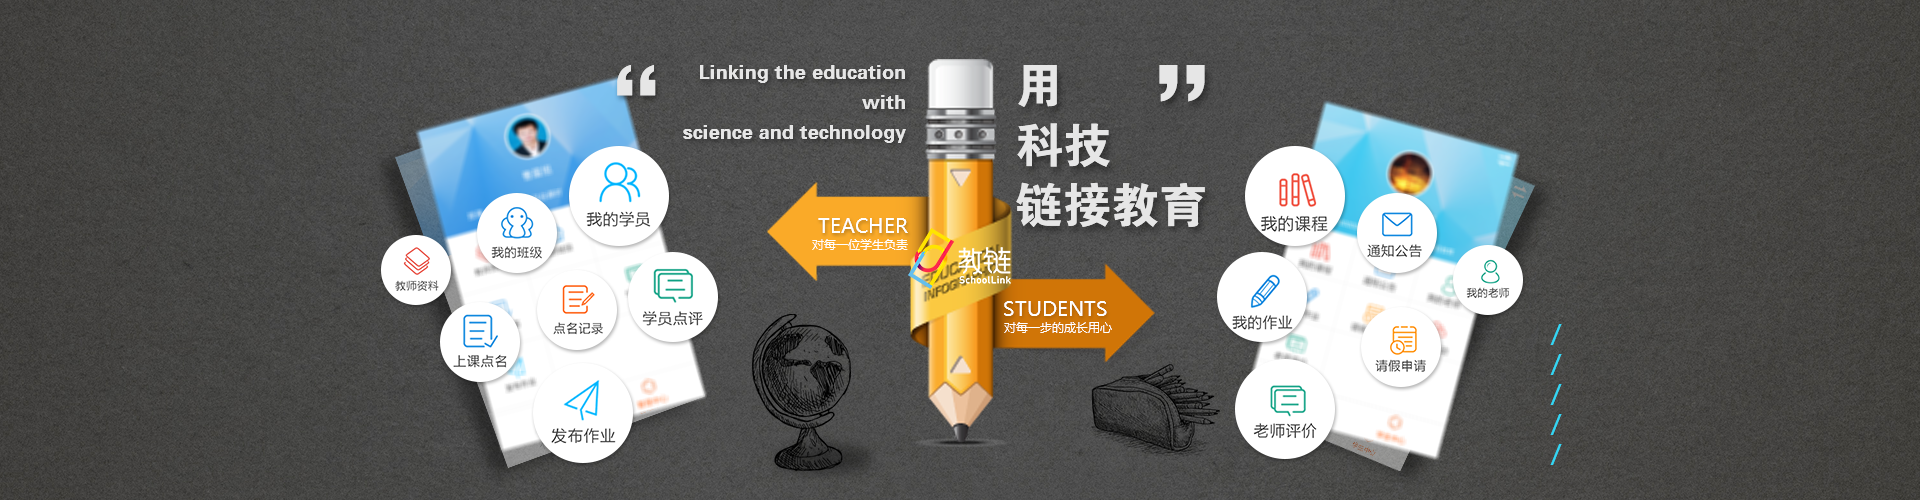 “
Linking the education
with
science and technology
用
科技
链接教育
”
TEACHER
对每一位学生负责
教链
SchoolLink
EDUCATION
INFOGR
STUDENTS
对每一步的成长用心
我的学员
我的班级
教师资料
点名记录
学员点评
上课点名
发布作业
我的课程
通知公告
我的老师
我的作业
请假申请
老师评价